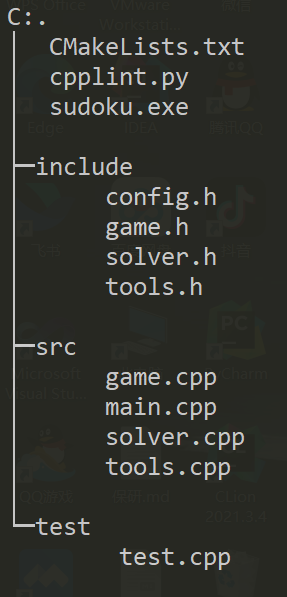 C:.
CMakeLists.txt
cpplint.py
sudoku.exe
include
config.h
game.h
solver.h
tools.h
src
game.cpp
main.cpp
solver.cpp
tools.cpp
test
test.cpp